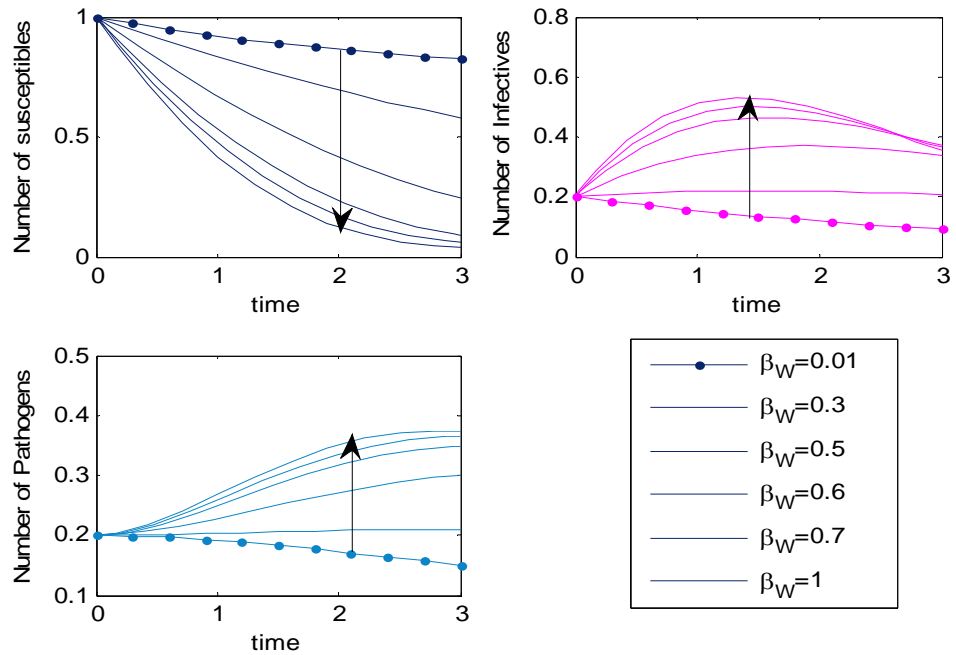 1
0.5
0
0
1
2
3
time
Number of susceptibles
0.8
0.6
0.4
0.2
0
0
1
2
3
time
Number of Infectives
0.5
0.4
0.3
0.2
0.1
0
1
2
3
time
Number of Pathogens
βW=0.01
βW=0.3
βW=0.5
βW=0.6
βW=0.7
βW=1